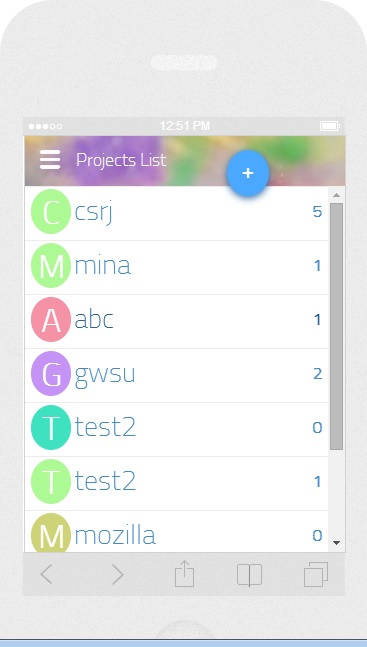 12:51 PM
Projects List
+
C csrj 5
M mina 1
A abc 1
G gwsu 2
T test2 0
T test2 1
M mozilla 0